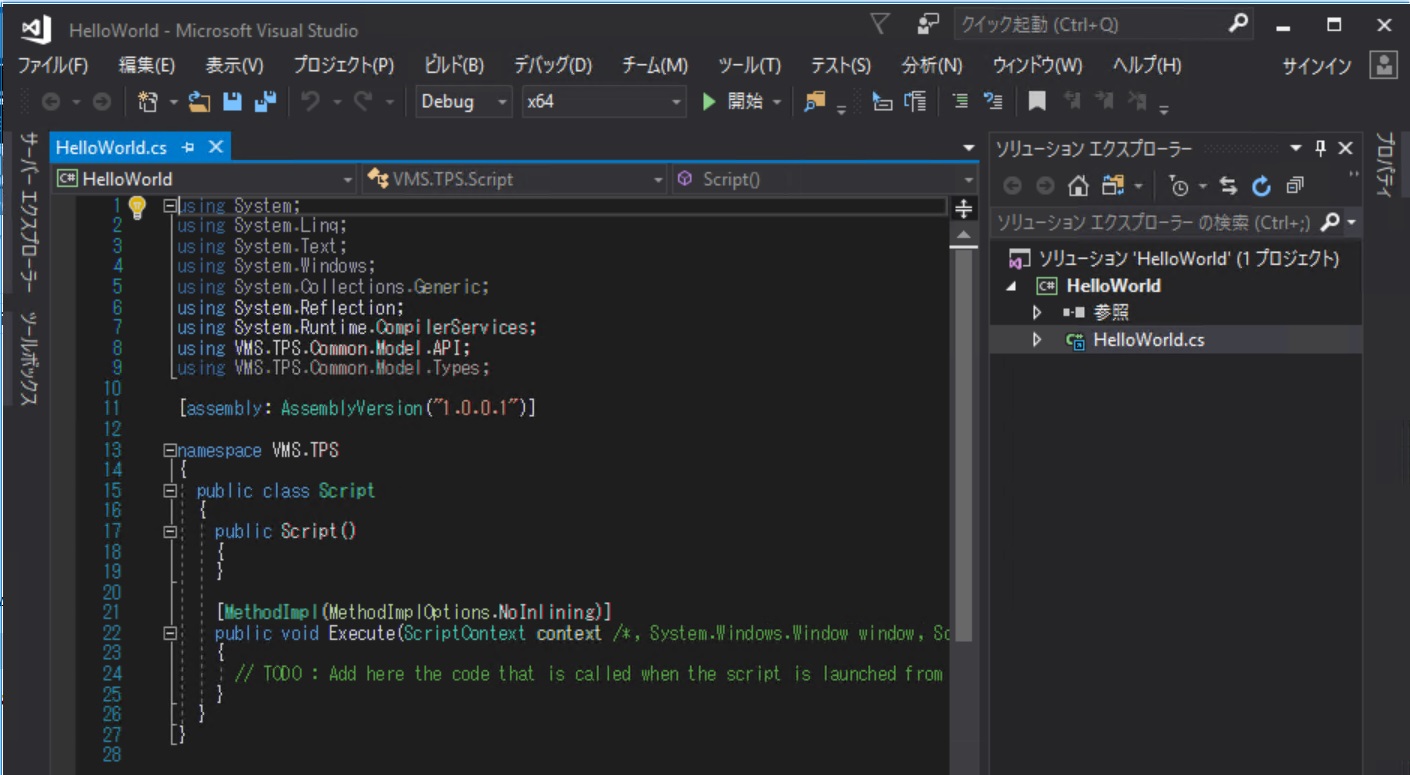 HelloWorld - Microsoft Visual Studio
クイック起動 (Ctrl+Q)
ファイル(F) 編集(E) 表示(V) プロジェクト(P) ビルド(B) デバッグ(D) チーム(M) ツール(T) テスト(S) 分析(N) ウィンドウ(W) ヘルプ(H) サインイン
Debug x64 開始
サーバー エクスプローラー
ツールボックス
HelloWorld.cs
C# HelloWorld VMS.TPS.Script Script()
1 using System;
2 using System.Linq;
3 using System.Text;
4 using System.Windows;
5 using System.Collections.Generic;
6 using System.Reflection;
7 using System.Runtime.CompilerServices;
8 using VMS.TPS.Common.Model.API;
9 using VMS.TPS.Common.Model.Types;
10
11 [assembly: AssemblyVersion("1.0.0.1")]
12
13 namespace VMS.TPS
14 {
15 public class Script
16 {
17 public Script()
18 {
19 }
20
21 [MethodImpl(MethodImplOptions.NoInlining)]
22 public void Execute(ScriptContext context /*, System.Windows.Window window, Sc
23 {
24 // TODO : Add here the code that is called when the script is launched from
25 }
26 }
27 }
28
ソリューション エクスプローラー
ソリューション エクスプローラー の検索 (Ctrl+;)
ソリューション 'HelloWorld' (1 プロジェクト)
C# HelloWorld
参照
C# HelloWorld.cs
プロパティ